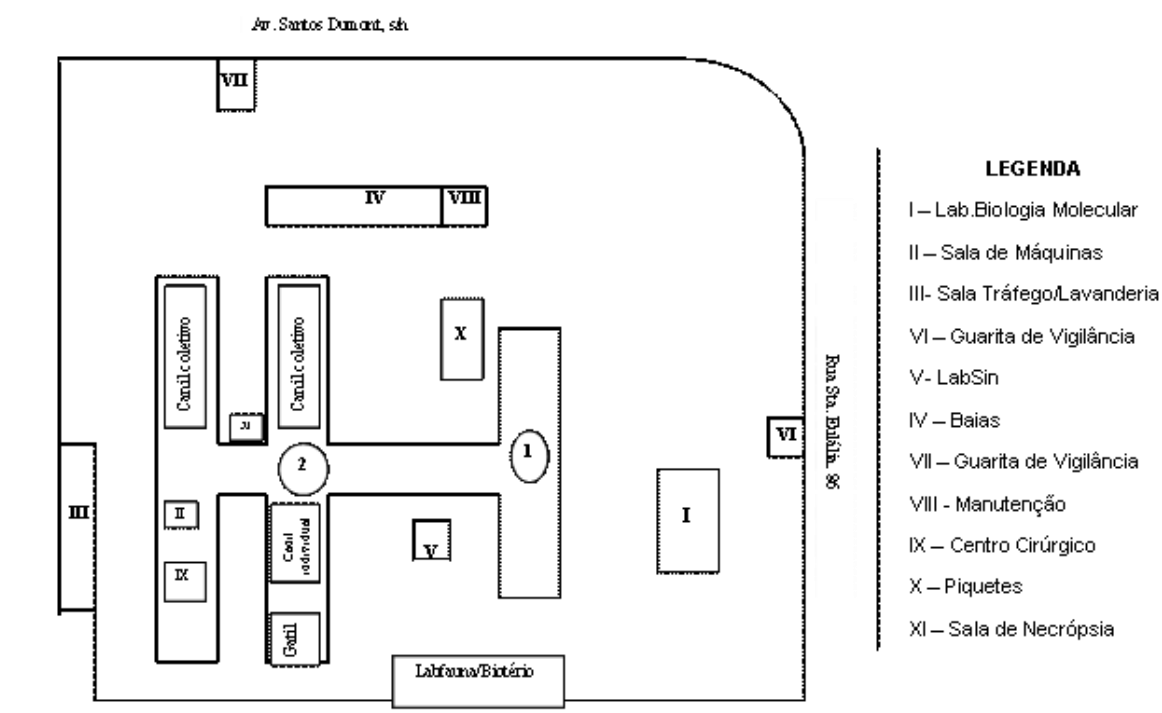 Av. Santos Dumont, s/n
VII
IV
VIII
Canil coletivo
Canil coletivo
X
XI
2
1
VI
Rua Sta. Eulália, 86
III
II
Canil individual
I
V
IX
Gatil
Labfauna/Biotério
LEGENDA
I – Lab.Biologia Molecular
II – Sala de Máquinas
III- Sala Tráfego/Lavanderia
VI – Guarita de Vigilância
V- LabSin
IV – Baias
VII – Guarita de Vigilância
VIII - Manutenção
IX – Centro Cirúrgico
X – Piquetes
XI – Sala de Necrópsia